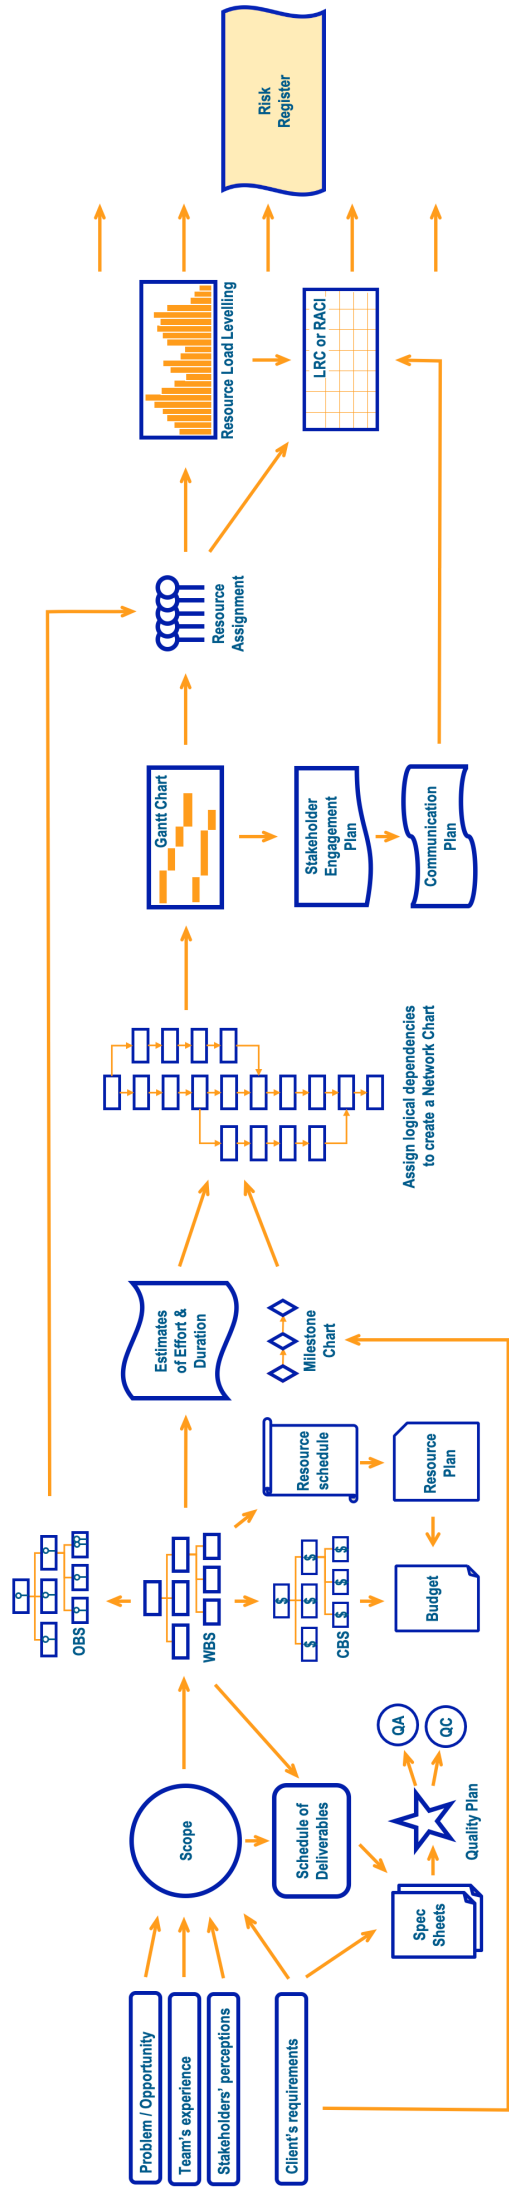 Problem / Opportunity
Team's experience
Stakeholders' perceptions
Client's requirements
Scope
Schedule of
Deliverables
Spec
Sheets
Quality Plan
QA
QC
OBS
WBS
CBS
$
$
$
$
$
$
$
Budget
Resource
schedule
Resource
Plan
Estimates
of Effort &
Duration
Milestone
Chart
Assign logical dependencies
to create a Network Chart
Gantt Chart
Stakeholder
Engagement
Plan
Communication
Plan
Resource
Assignment
Resource Load Levelling
LRC or RACI
Risk
Register